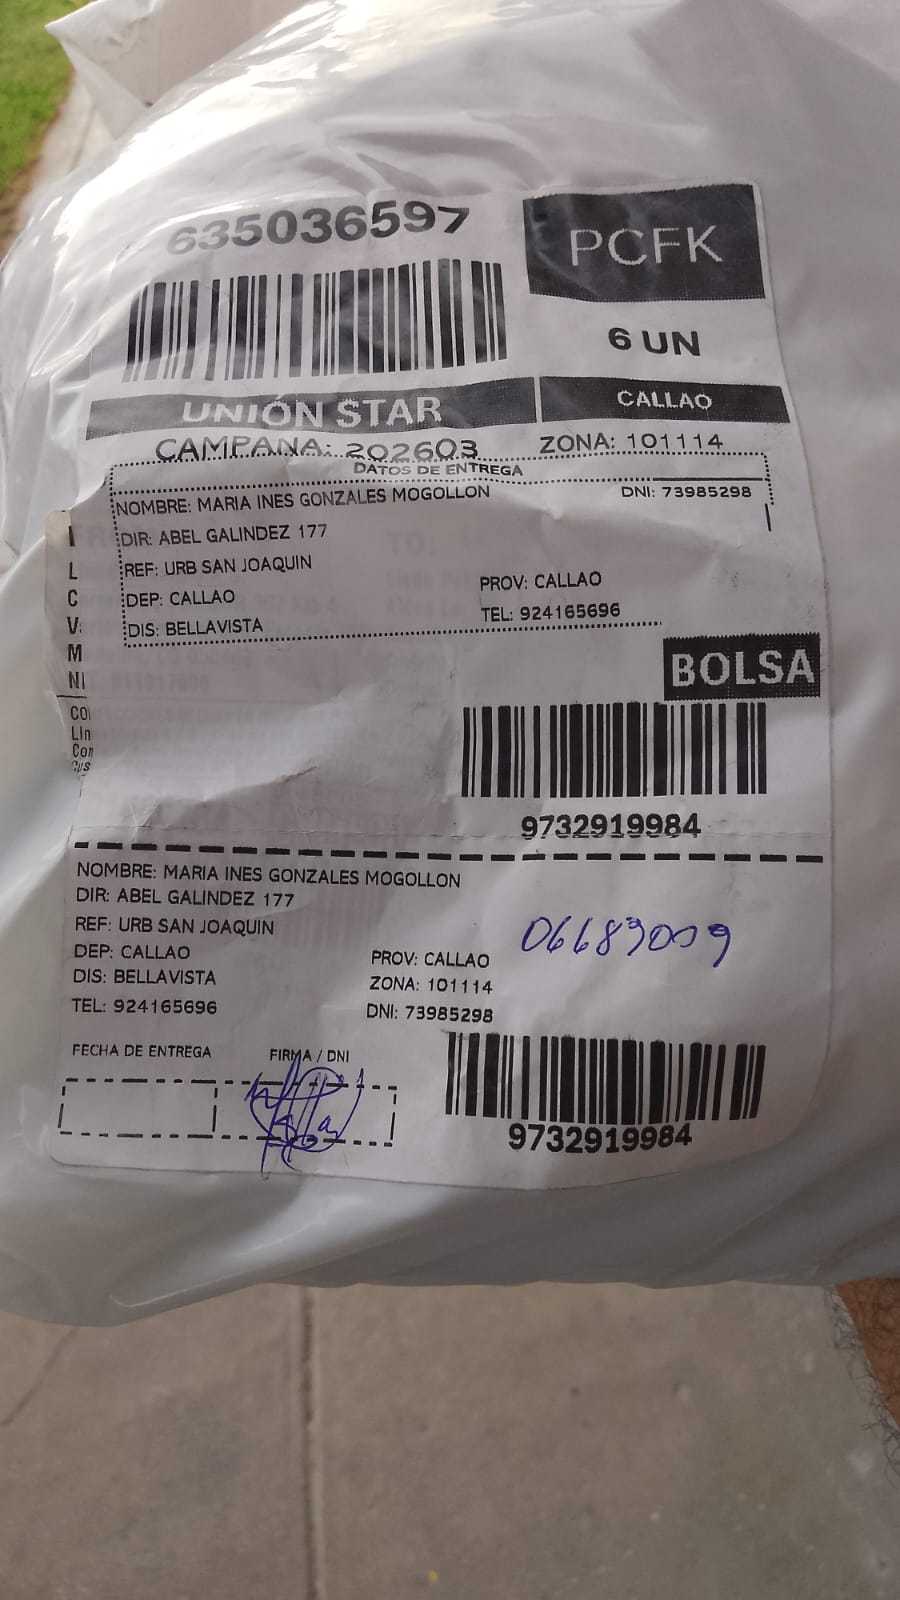 635036597
PCFK
6 UN
UNIÓN STAR
CALLAO
CAMPAÑA: 202603
ZONA: 101114
DATOS DE ENTREGA
NOMBRE: MARIA INES GONZALES MOGOLLON
DNI: 73985298
DIR: ABEL GALINDEZ 177
REF: URB SAN JOAQUIN
DEP: CALLAO
PROV: CALLAO
DIS: BELLAVISTA
TEL: 924165696
L
C
V:
M
TO:
BOLSA
9732919984
NOMBRE: MARIA INES GONZALES MOGOLLON
DIR: ABEL GALINDEZ 177
REF: URB SAN JOAQUIN
DEP: CALLAO
PROV: CALLAO
DIS: BELLAVISTA
ZONA: 101114
TEL: 924165696
DNI: 73985298
06683009
FECHA DE ENTREGA
FIRMA / DNI
9732919984